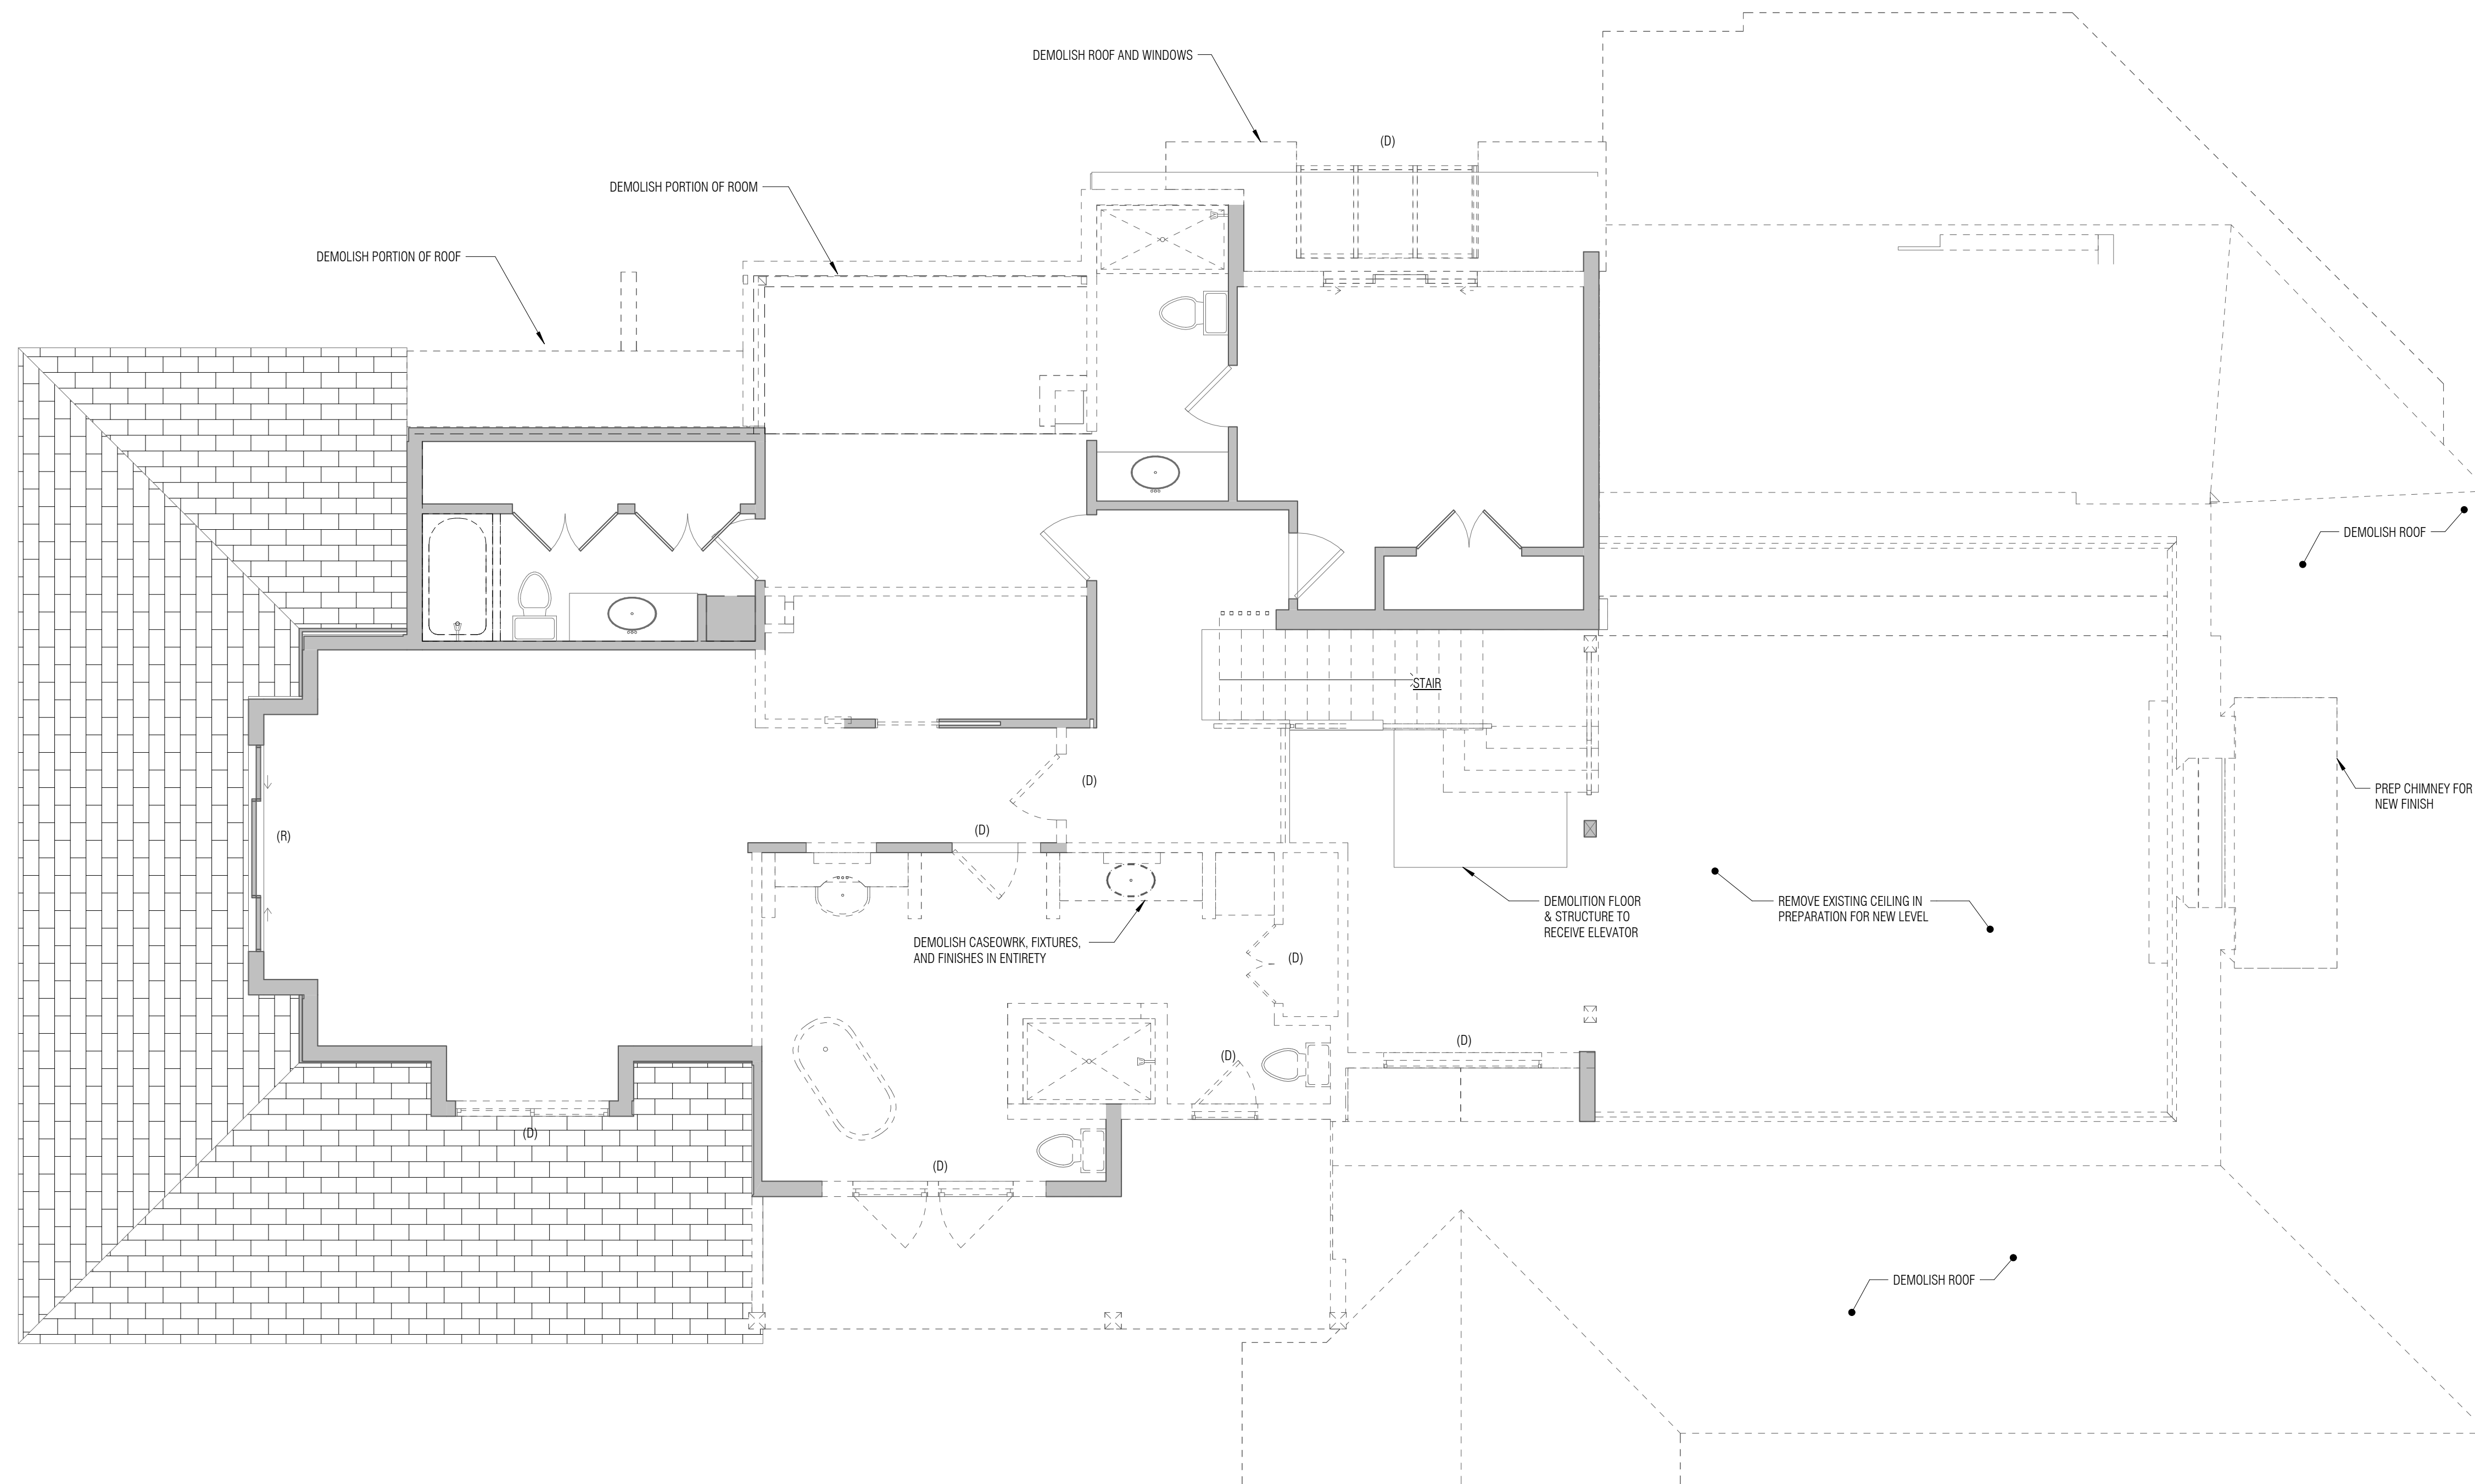 DEMOLISH ROOF AND WINDOWS
(D)
DEMOLISH PORTION OF ROOM
DEMOLISH PORTION OF ROOF
DEMOLISH ROOF
STAIR
(D)
PREP CHIMNEY FOR
NEW FINISH
(R)
(D)
DEMOLITION FLOOR
& STRUCTURE TO
RECEIVE ELEVATOR
REMOVE EXISTING CEILING IN
PREPARATION FOR NEW LEVEL
DEMOLISH CASEOWRK, FIXTURES,
AND FINISHES IN ENTIRETY
(D)
(D)
(D)
(D)
(D)
DEMOLISH ROOF